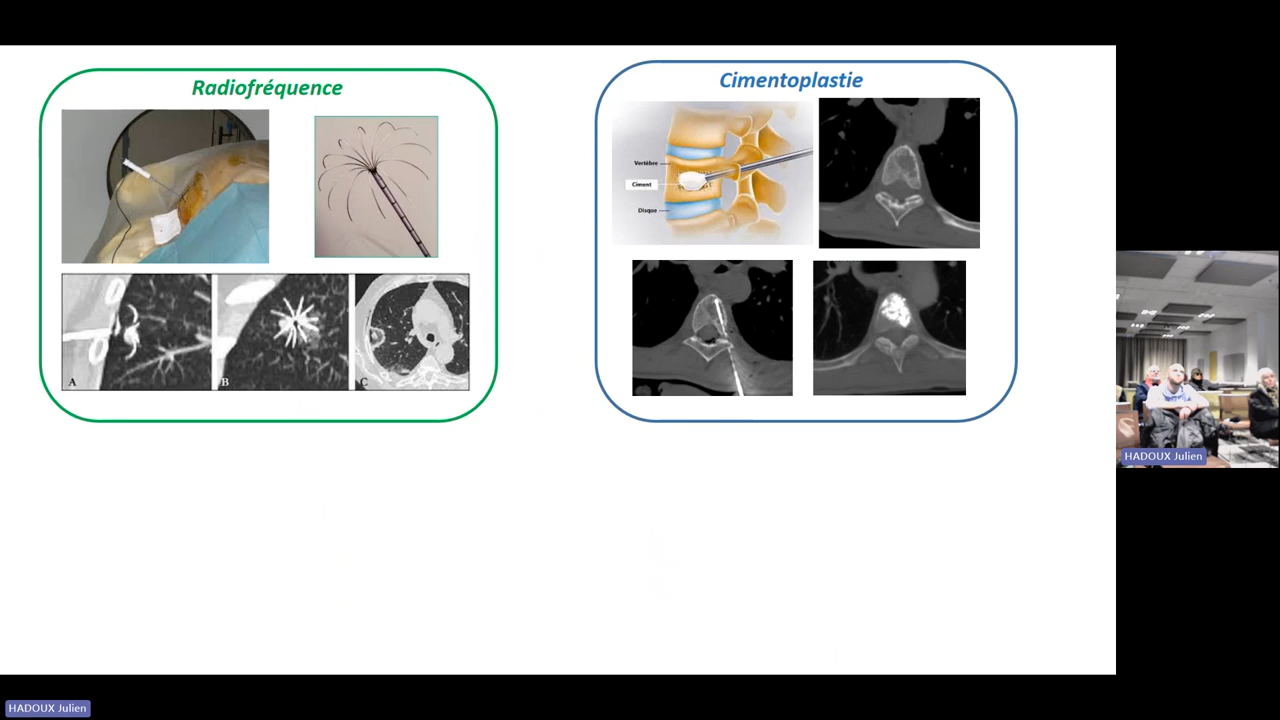 Radiofréquence
A
B
C
Cimentoplastie
Vertèbre
Ciment
Disque
HADOUX Julien
HADOUX Julien